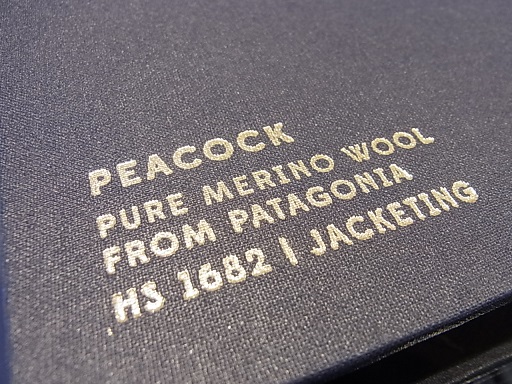 PEACOCK
PURE MERINO WOOL
FROM PATAGONIA
HS 1682 | JACKETING